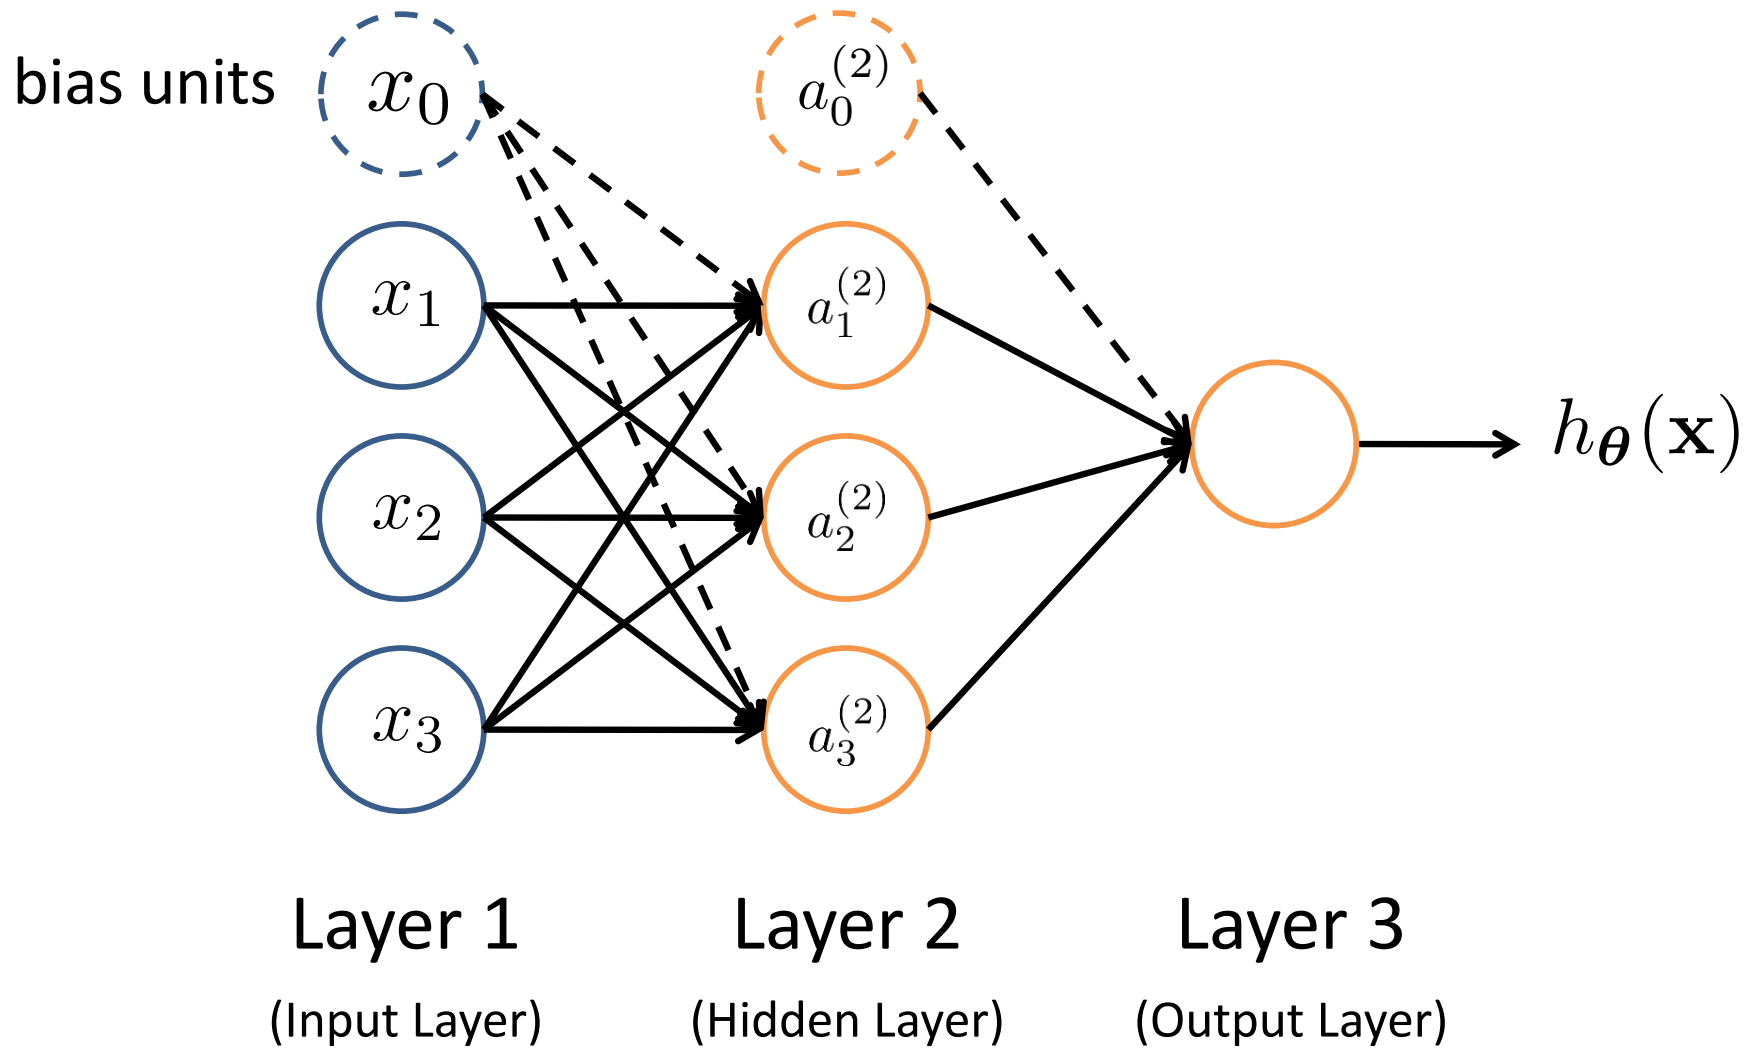 bias units
x₀
a₀⁽²⁾
x₁
a₁⁽²⁾
x₂
a₂⁽²⁾
x₃
a₃⁽²⁾
h_𝜽(𝐱)
Layer 1
Layer 2
Layer 3
(Input Layer)
(Hidden Layer)
(Output Layer)